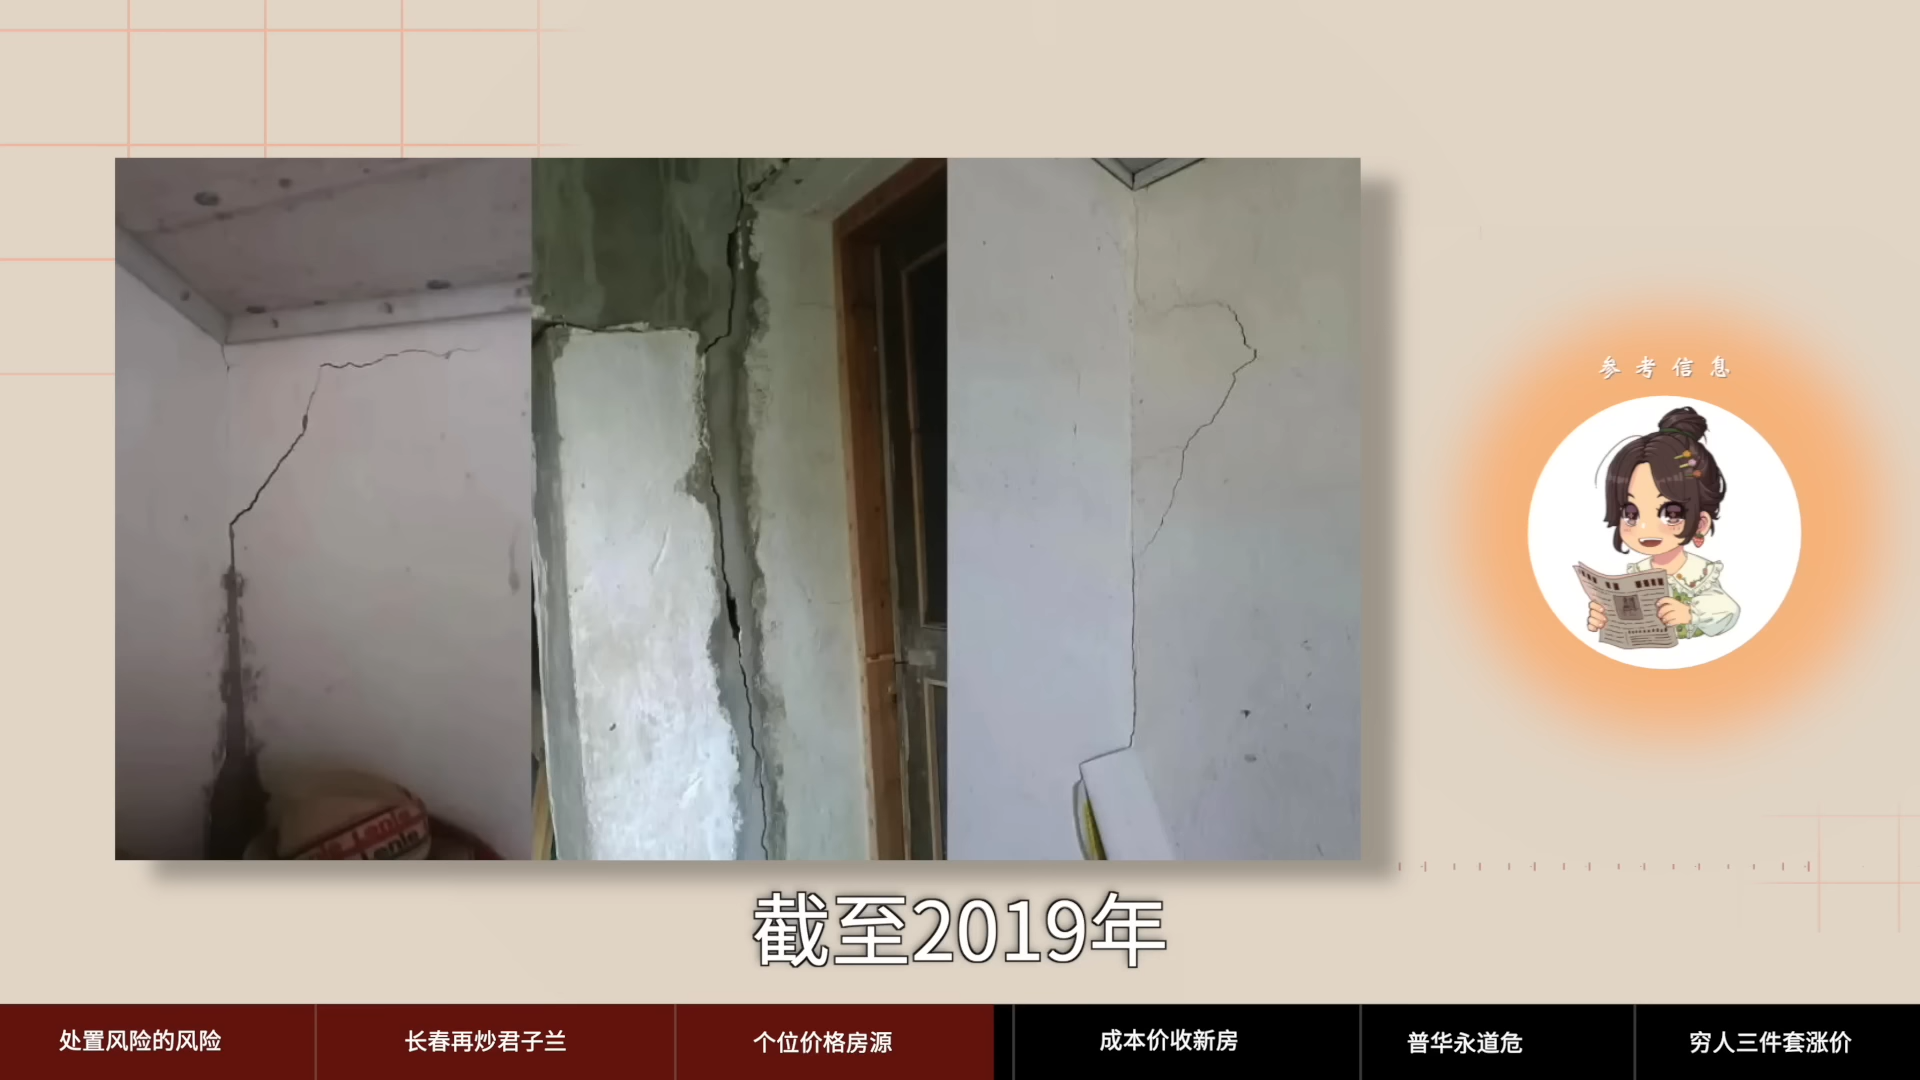 参考信息
Lenle
Lenle
截至2019年
处置风险的风险
长春再炒君子兰
个位价格房源
成本价收新房
普华永道危
穷人三件套涨价